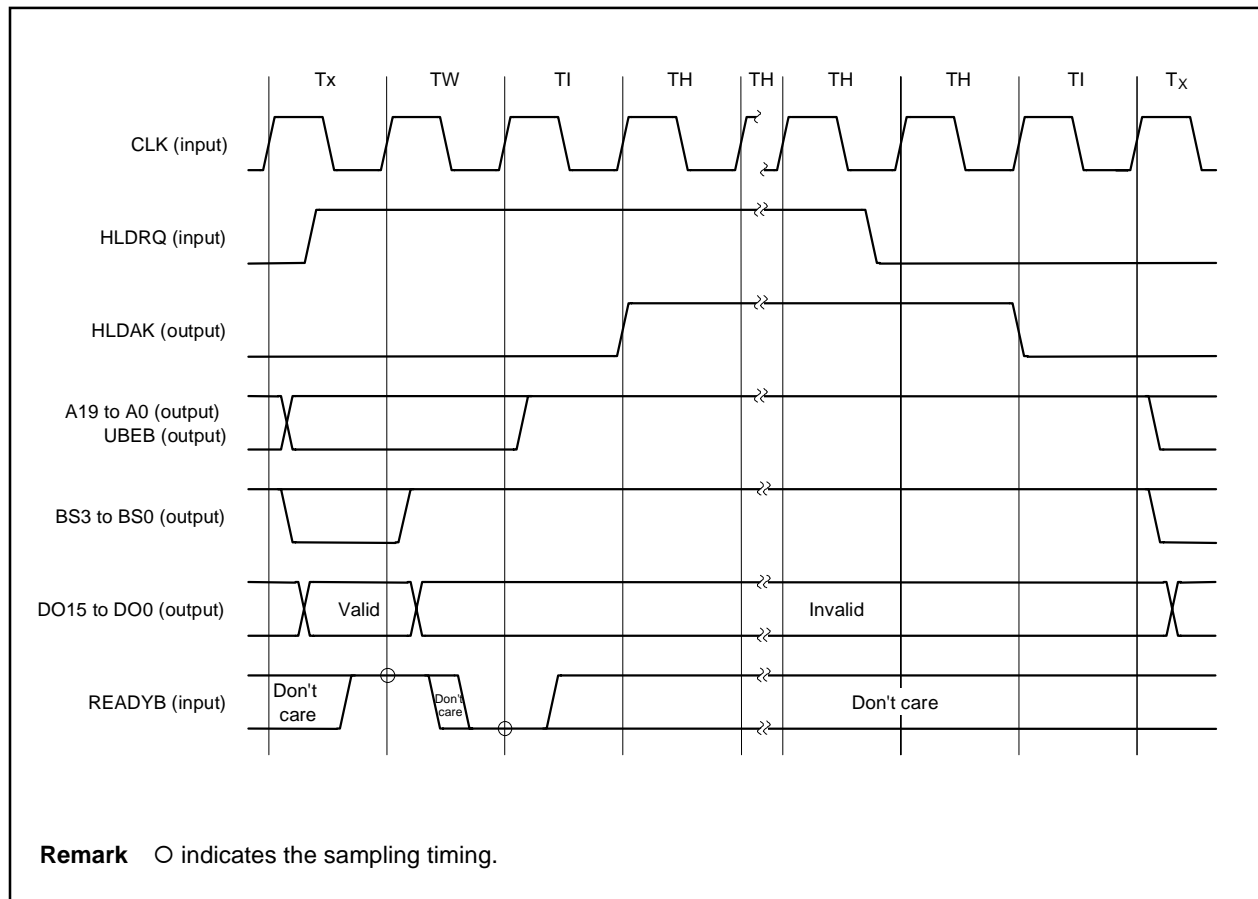 Tx TW TI TH TH TH TH TI TX
CLK (input)
HLDRQ (input)
HLDAK (output)
A19 to A0 (output)
UBEB (output)
BS3 to BS0 (output)
DO15 to DO0 (output) Valid Invalid
READYB (input) Don't care Don't care Don't care
Remark O indicates the sampling timing.